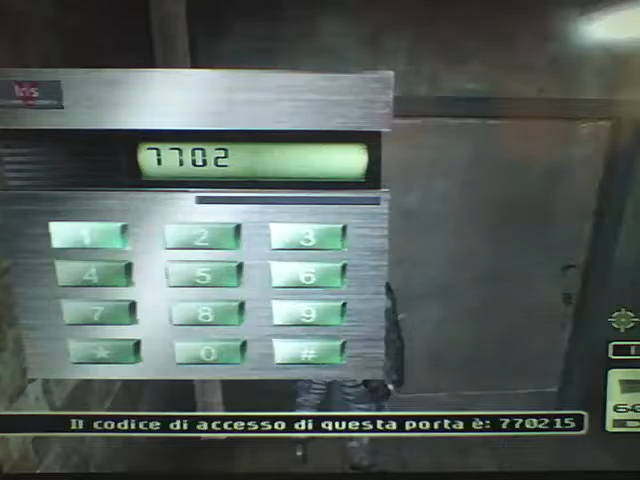 Iris
7702
1 2 3
4 5 6
7 8 9
* 0 #
Il codice di accesso di questa porta è: 770215